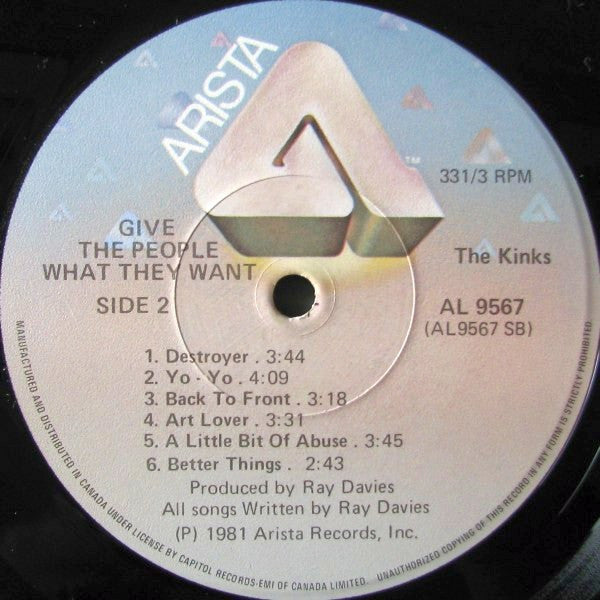 ARISTA
TM
331/3 RPM
GIVE
THE PEOPLE
WHAT THEY WANT
The Kinks
SIDE 2
AL 9567
(AL9567 SB)
1. Destroyer . 3:44
2. Yo - Yo . 4:09
3. Back To Front . 3:18
4. Art Lover . 3:31
5. A Little Bit Of Abuse . 3:45
6. Better Things . 2:43
Produced by Ray Davies
All songs Written by Ray Davies
(P) 1981 Arista Records, Inc.
MANUFACTURED AND DISTRIBUTED IN CANADA UNDER LICENSE BY CAPITOL RECORDS-EMI OF CANADA LIMITED. UNAUTHORIZED COPYING OF THIS RECORD IN ANY FORM IS STRICTLY PROHIBITED